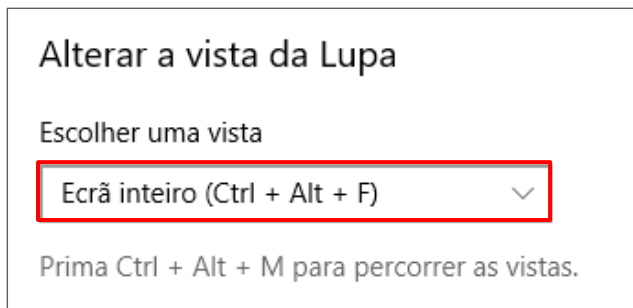 Alterar a vista da Lupa
Escolher uma vista
Ecrã inteiro (Ctrl + Alt + F)
Prima Ctrl + Alt + M para percorrer as vistas.